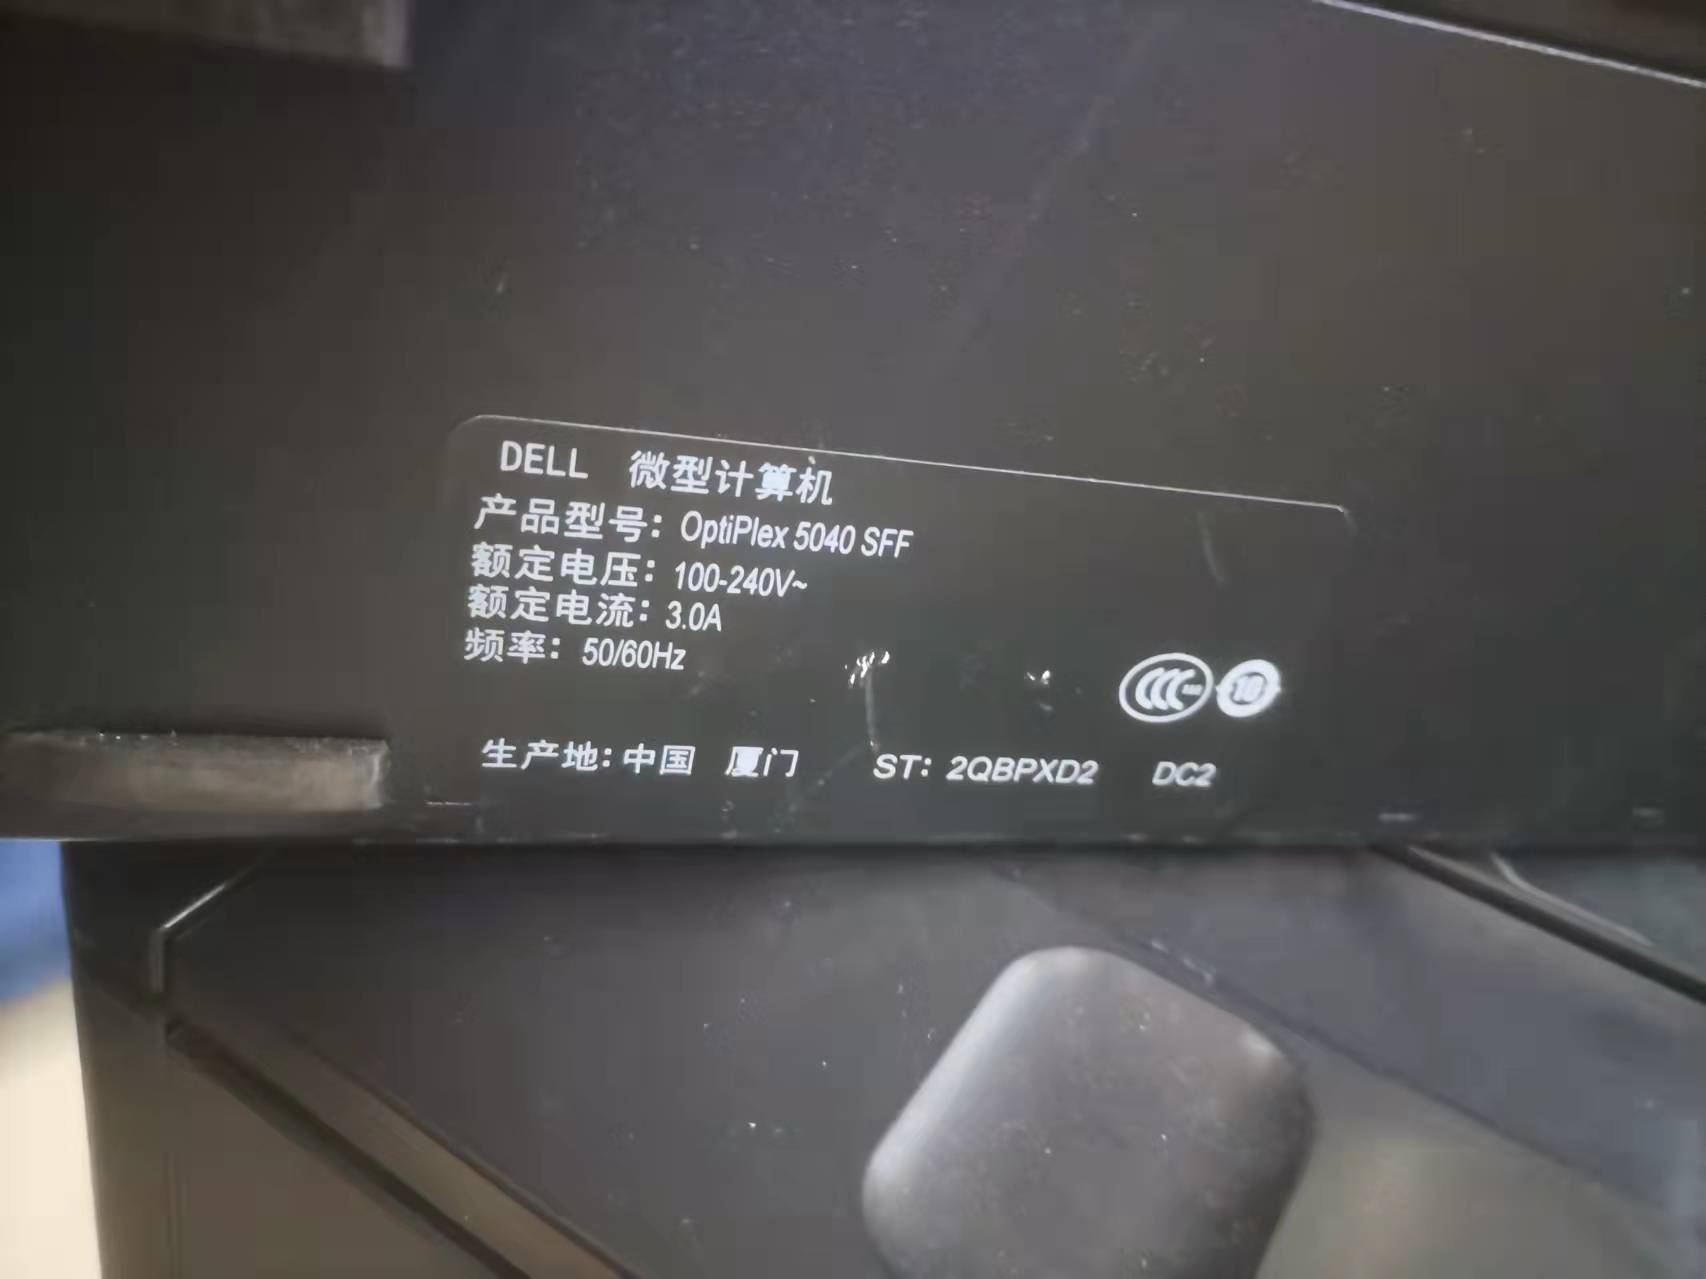 DELL 微型计算机
产品型号: OptiPlex 5040 SFF
额定电压: 100-240V~
额定电流: 3.0A
频率: 50/60Hz
CCC 10
生产地: 中国 厦门 ST: 2QBPXD2 DC2